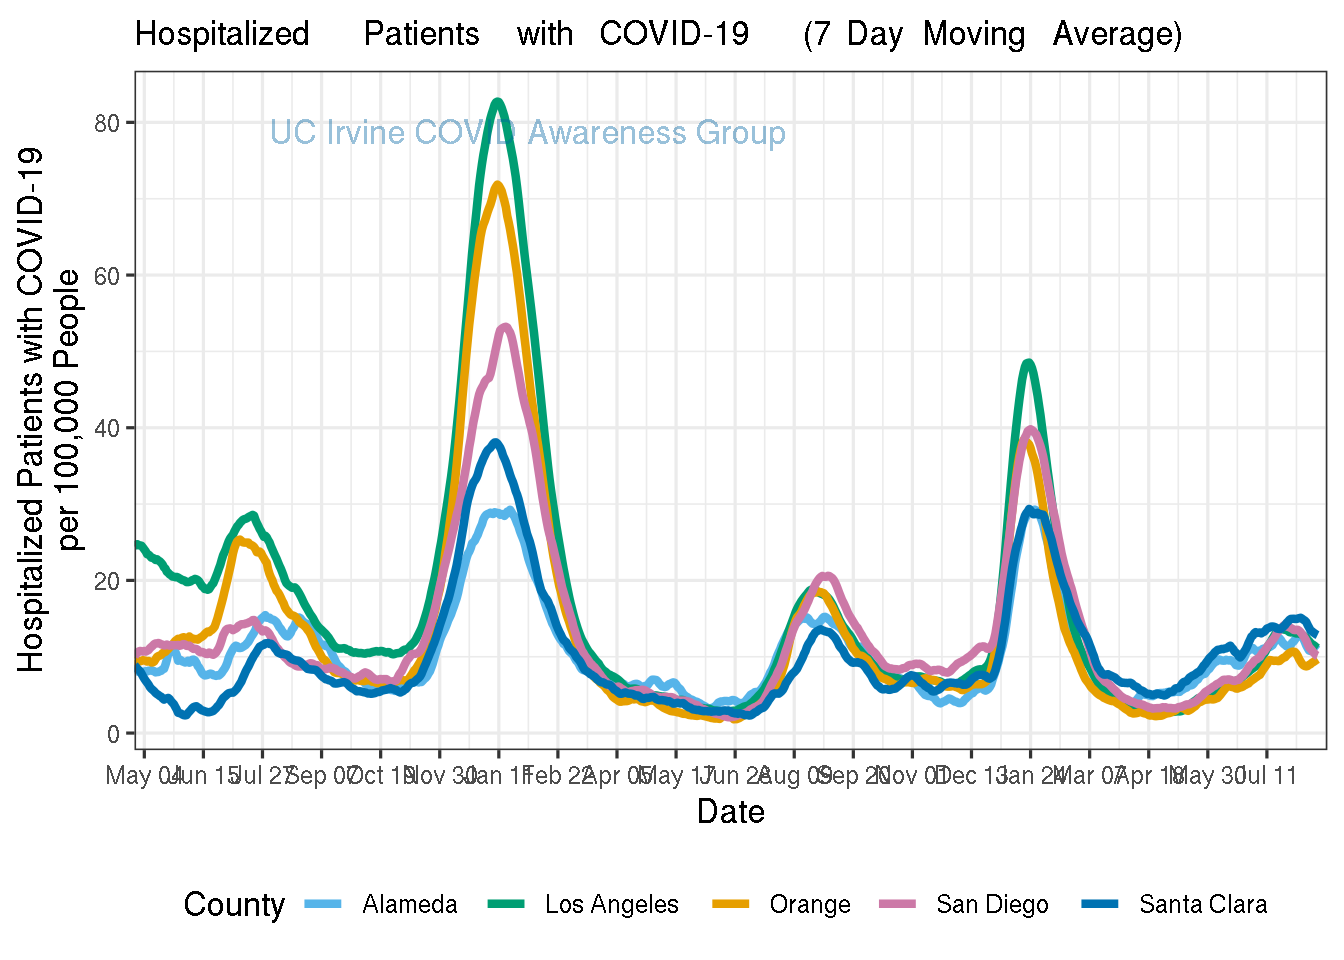 Hospitalized Patients with COVID-19 (7 Day Moving Average)
UC Irvine COVID Awareness Group
Hospitalized Patients with COVID-19
per 100,000 People
80
60
40
20
0
May 04 Jun 15 Jul 27 Sep 07 Oct 19 Nov 30 Jan 11 Feb 22 Apr 05 May 17 Jun 28 Aug 09 Sep 20 Nov 01 Dec 13 Jan 24 Mar 07 Apr 18 May 30 Jul 11
Date
County Alameda Los Angeles Orange San Diego Santa Clara